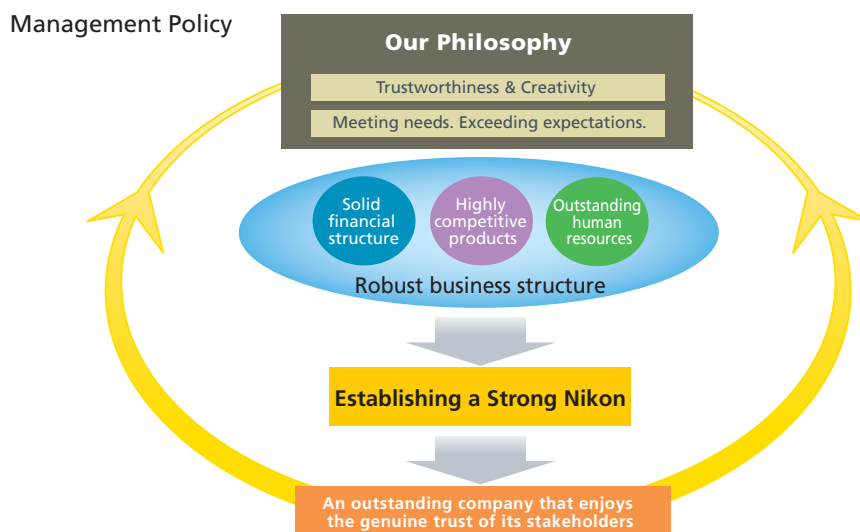 Management Policy
Our Philosophy
Trustworthiness & Creativity
Meeting needs. Exceeding expectations.
Solid
financial
structure
Highly
competitive
products
Outstanding
human
resources
Robust business structure
Establishing a Strong Nikon
An outstanding company that enjoys
the genuine trust of its stakeholders